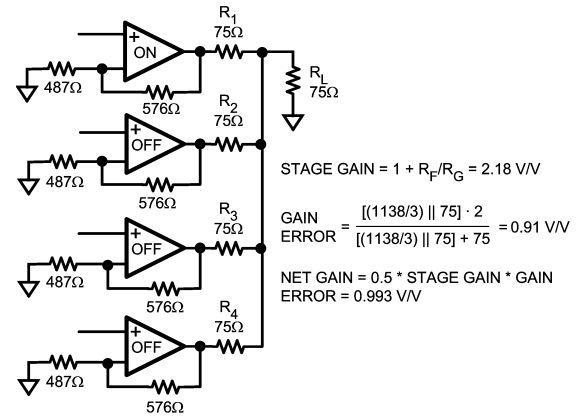 R1
75Ω
+
ON
RL
75Ω
487Ω
576Ω
R2
75Ω
+
OFF
487Ω
576Ω
STAGE GAIN = 1 + RF/RG = 2.18 V/V
R3
75Ω
+
OFF
GAIN ERROR = [(1138/3) || 75] · 2 / [(1138/3) || 75] + 75 = 0.91 V/V
487Ω
576Ω
NET GAIN = 0.5 * STAGE GAIN * GAIN
ERROR = 0.993 V/V
R4
75Ω
+
OFF
487Ω
576Ω